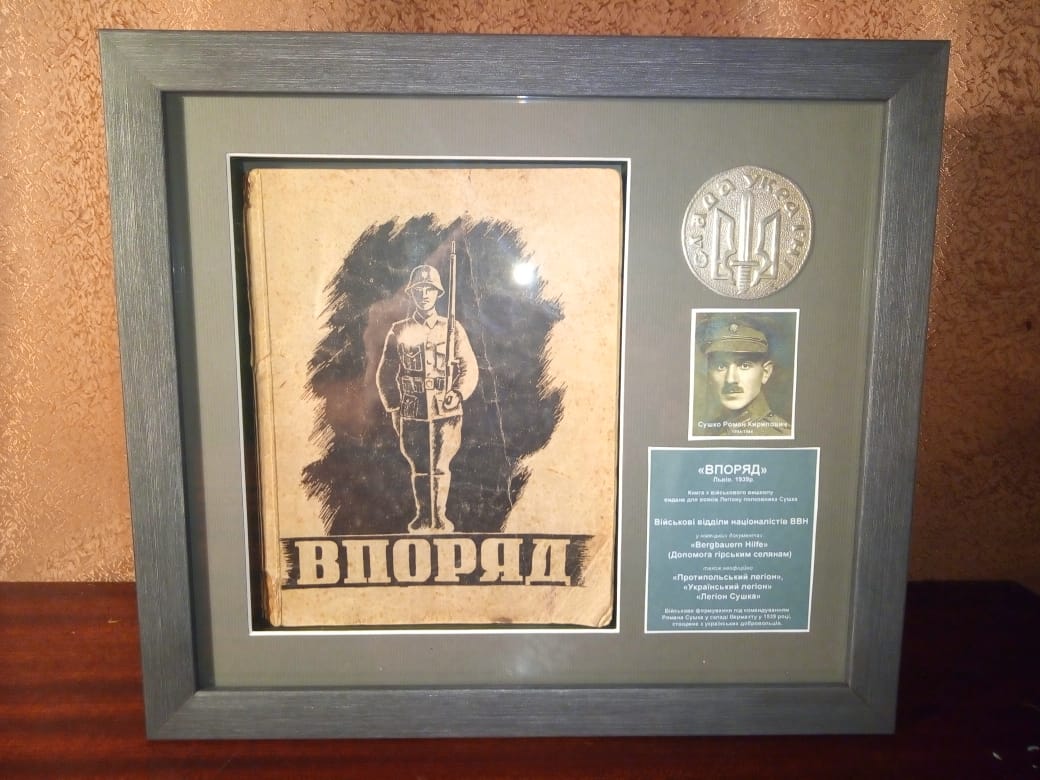 ВПОРЯД
СЛАВА УКРАЇНІ
Сушко Роман Кирилович
1894-1944
«ВПОРЯД»
Львів. 1939р.
Книга з військового вишколу
видана для вояків Легіону полковника Сушка
Військові відділи націоналістів ВВН
у німецьких документах
«Bergbauern Hilfe»
(Допомога гірським селянам)
також неофіційно
«Протипольський легіон»,
«Український легіон»
«Легіон Сушка»
Військове формування під командуванням
Романа Сушка у складі Вермахту у 1939 році,
створене з українських добровольців.